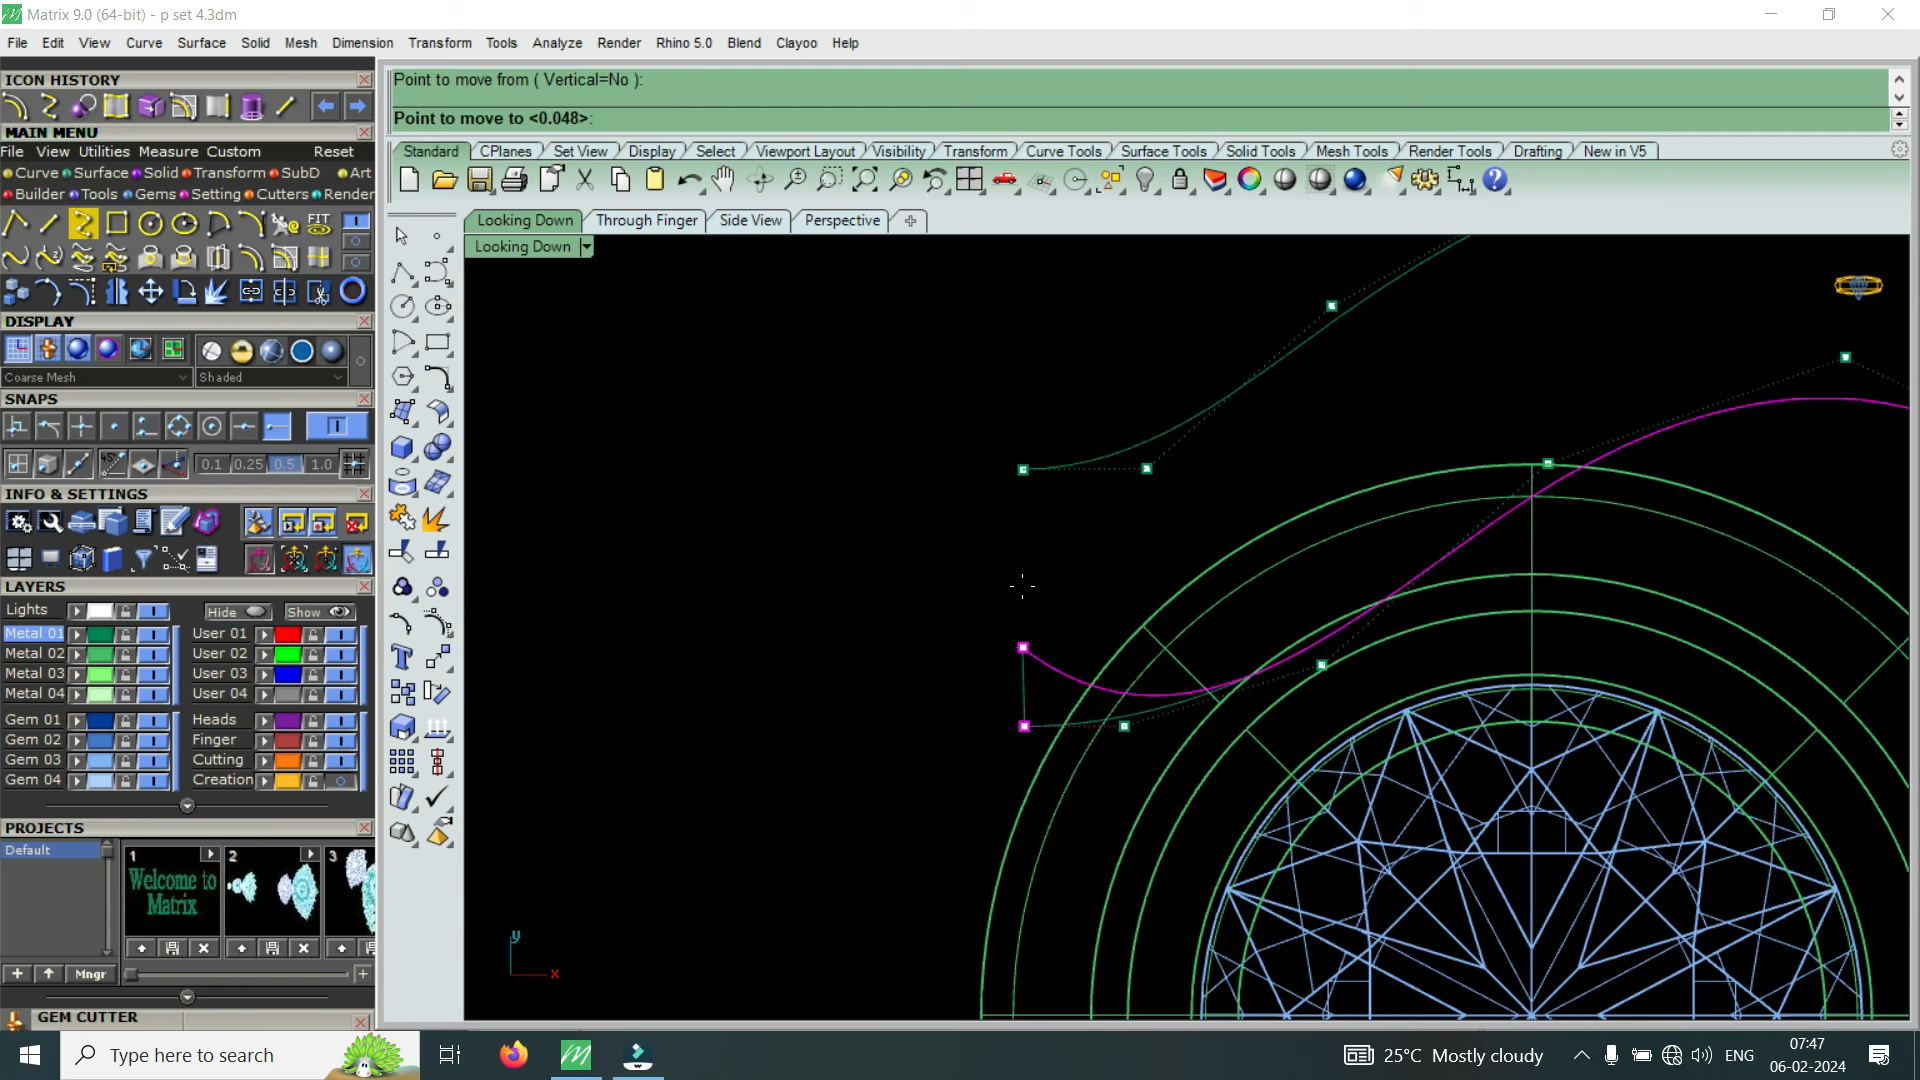 Matrix 9.0 (64-bit) - p set 4.3dm
File Edit View Curve Surface Solid Mesh Dimension Transform Tools Analyze Render Rhino 5.0 Blend Clayoo Help
ICON HISTORY
MAIN MENU
File View Utilities Measure Custom Reset
Curve Surface Solid Transform SubD Art
Builder Tools Gems Setting Cutters Render
FIT
DISPLAY
Coarse Mesh Shaded
SNAPS
45°
0.1 0.25 0.5 1.0
INFO & SETTINGS
LAYERS
Lights Hide Show
Metal 01 User 01
Metal 02 User 02
Metal 03 User 03
Metal 04 User 04
Gem 01 Heads
Gem 02 Finger
Gem 03 Cutting
Gem 04 Creation
PROJECTS
Default
1 2 3
Welcome to
Matrix
+ Mngr +
GEM CUTTER
Point to move from ( Vertical=No ):
Point to move to <0.048>:
Standard CPlanes Set View Display Select Viewport Layout Visibility Transform Curve Tools Surface Tools Solid Tools Mesh Tools Render Tools Drafting New in V5
Looking Down Through Finger Side View Perspective
Looking Down
y
x
Type here to search
25°C Mostly cloudy
ENG
07:47
06-02-2024